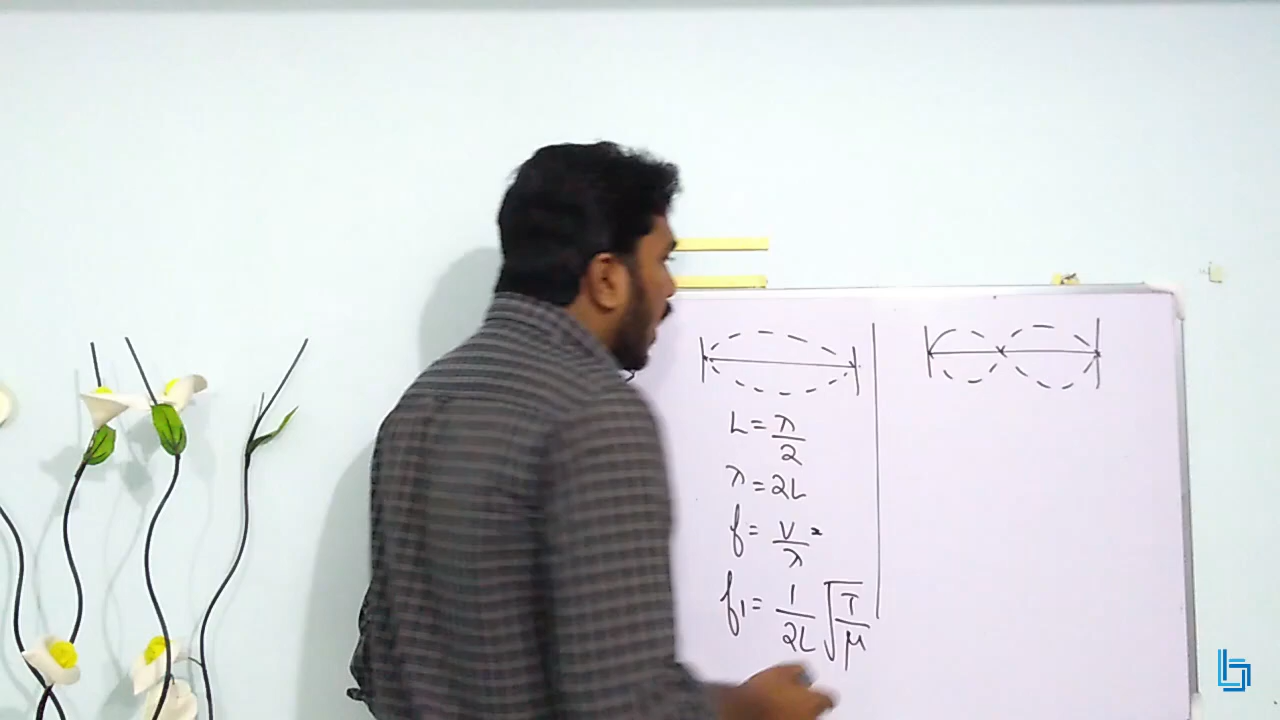 L = λ/2
λ = 2L
f = V/λ =
f1 = 1/2L √T/μ